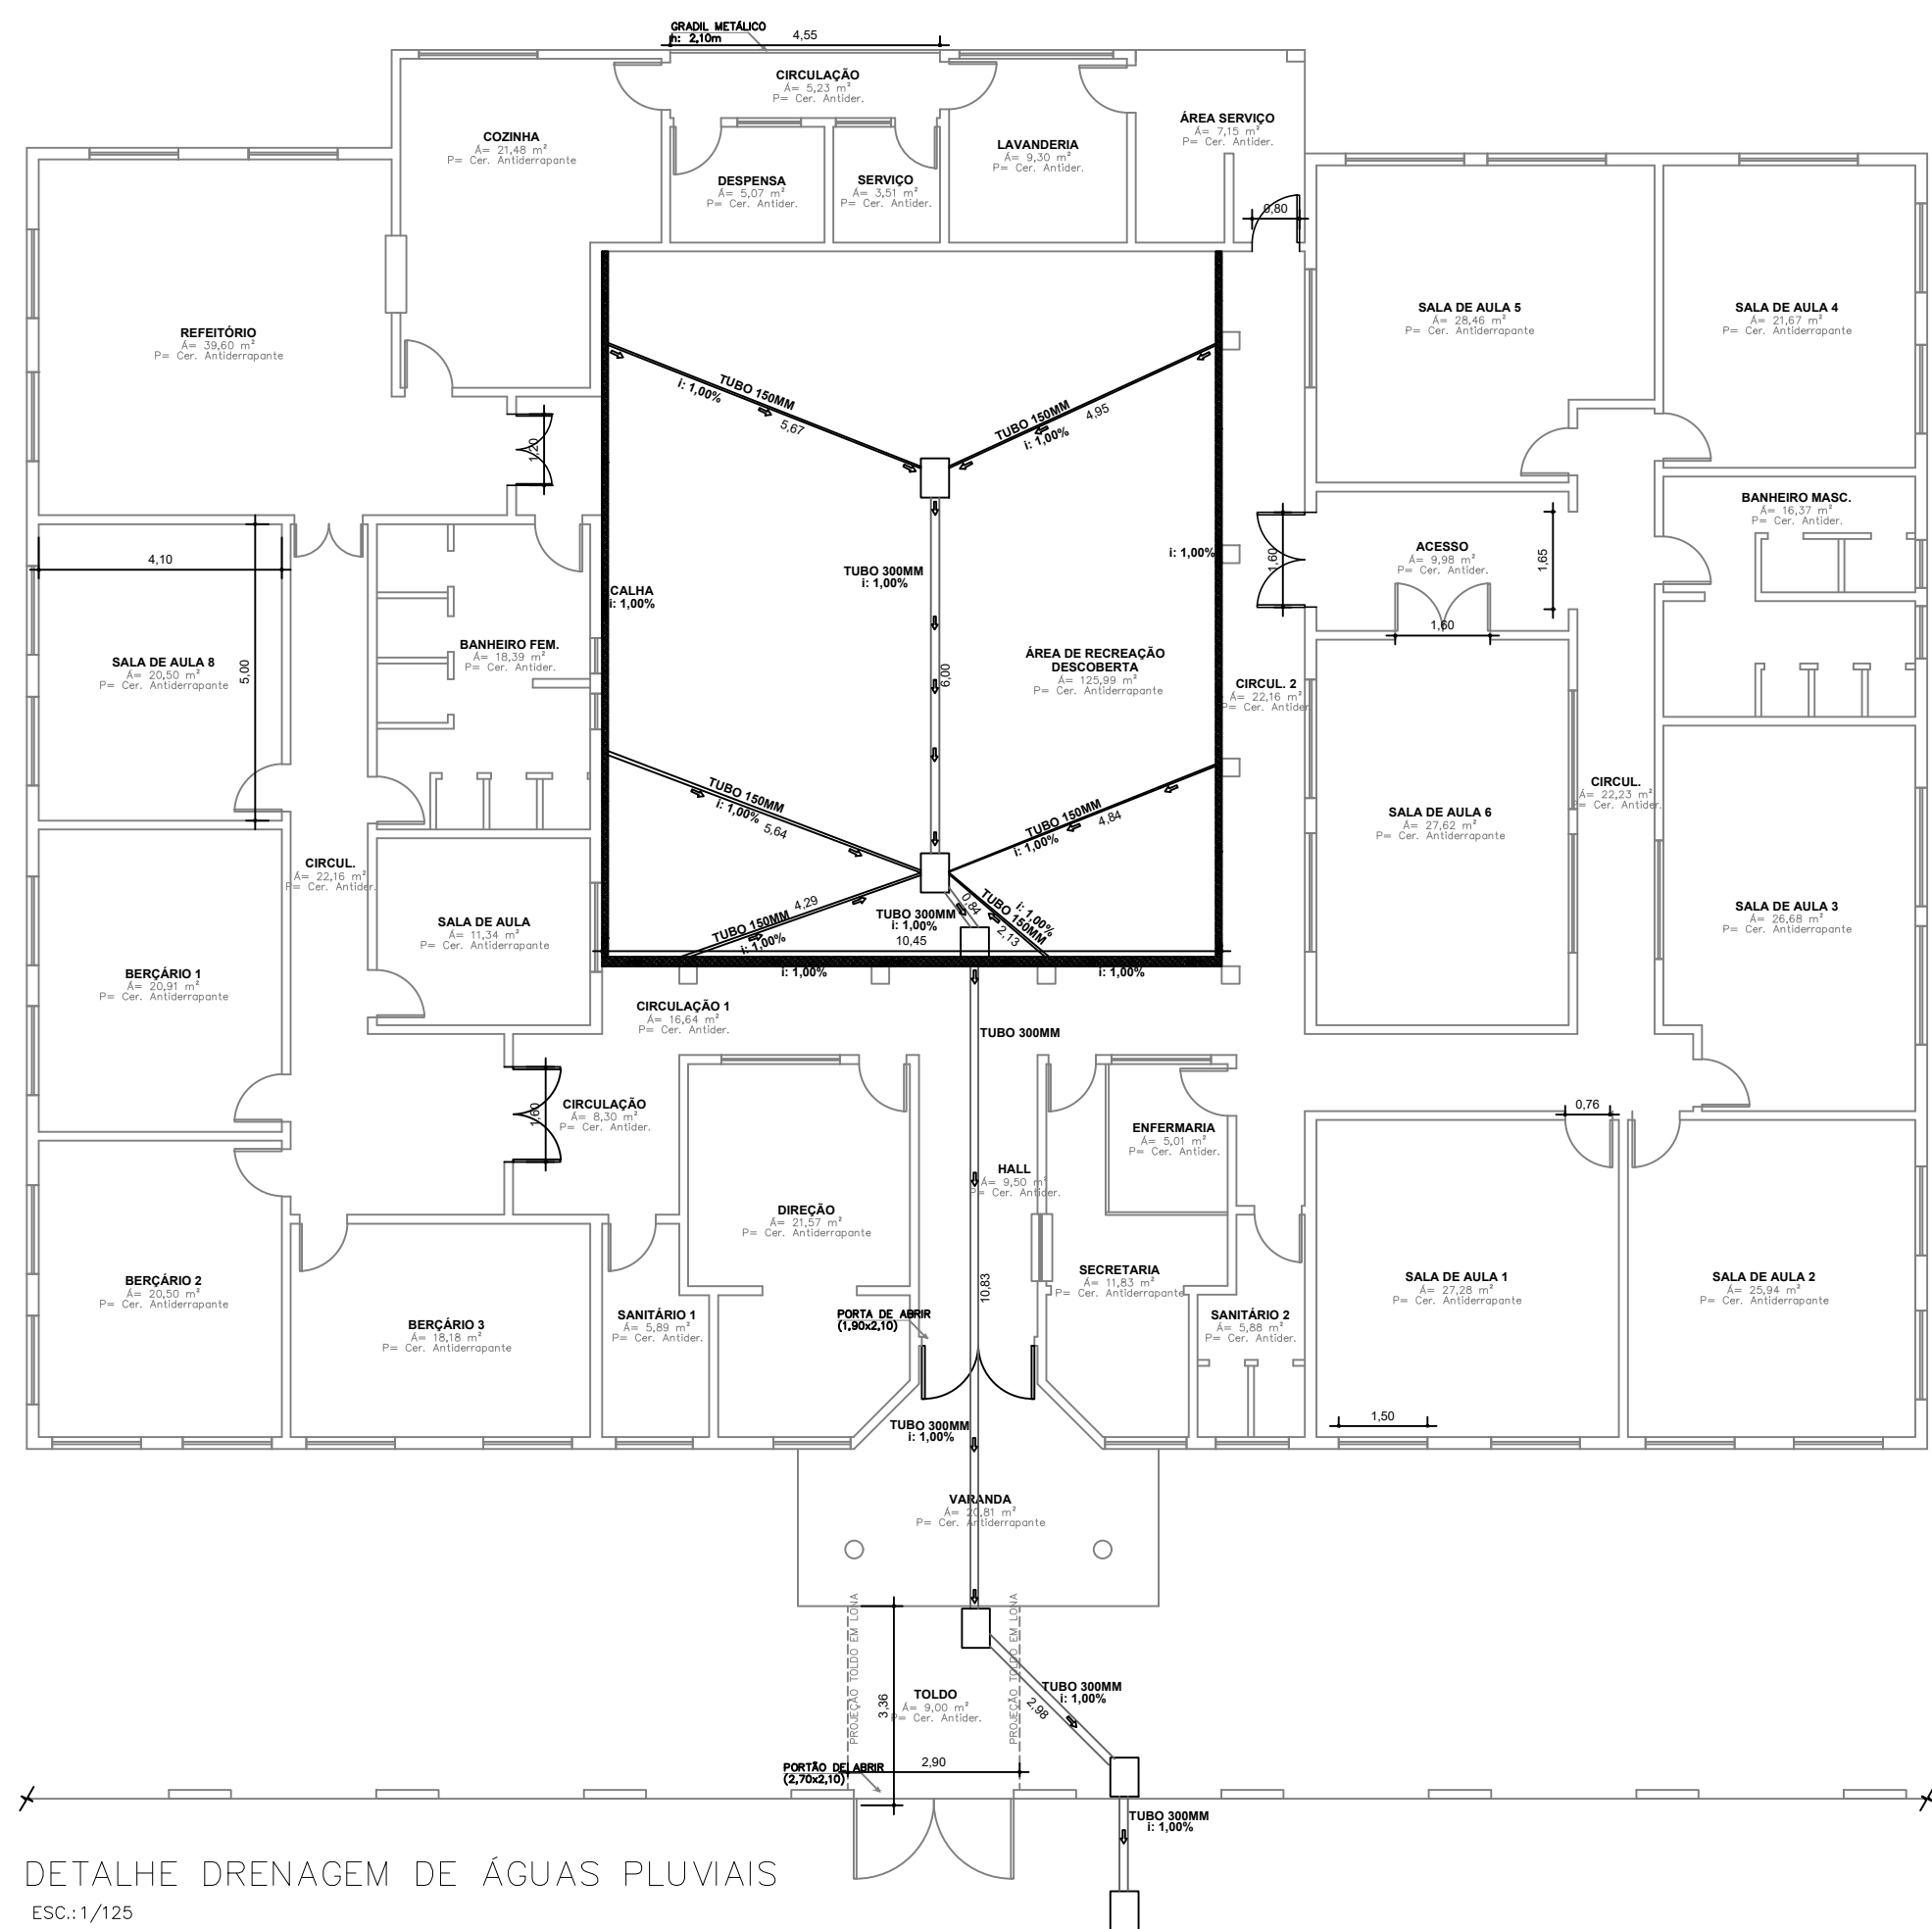 GRADIL METÁLICO
h: 2,10m
4,55
CIRCULAÇÃO
Á= 5,23 m²
P= Cer. Antider.
COZINHA
Á= 21,48 m²
P= Cer. Antiderrapante
DESPENSA
Á= 5,07 m²
P= Cer. Antider.
SERVIÇO
Á= 3,51 m²
P= Cer. Antider.
LAVANDERIA
Á= 9,30 m²
P= Cer. Antider.
ÁREA SERVIÇO
Á= 7,15 m²
P= Cer. Antider.
0,80
REFEITÓRIO
Á= 39,60 m²
P= Cer. Antiderrapante
SALA DE AULA 5
Á= 28,46 m²
P= Cer. Antiderrapante
SALA DE AULA 4
Á= 21,67 m²
P= Cer. Antiderrapante
TUBO 150MM
i: 1,00%
5,67
TUBO 150MM
i: 1,00%
4,95
1,20
BANHEIRO MASC.
Á= 16,37 m²
P= Cer. Antider.
4,10
5,00
CALHA
i: 1,00%
TUBO 300MM
i: 1,00%
6,00
i: 1,00%
1,60
ACESSO
Á= 9,98 m²
P= Cer. Antider.
1,65
1,60
SALA DE AULA 8
Á= 20,50 m²
P= Cer. Antiderrapante
BANHEIRO FEM.
Á= 18,39 m²
P= Cer. Antider.
ÁREA DE RECREAÇÃO
DESCOBERTA
Á= 125,99 m²
P= Cer. Antiderrapante
CIRCUL. 2
Á= 22,16 m²
P= Cer. Antider
TUBO 150MM
i: 1,00%
5,64
TUBO 150MM
i: 1,00%
4,84
SALA DE AULA 6
Á= 27,62 m²
P= Cer. Antiderrapante
CIRCUL.
Á= 22,23 m²
P= Cer. Antider.
CIRCUL.
Á= 22,16 m²
P= Cer. Antider.
SALA DE AULA
Á= 11,34 m²
P= Cer. Antider.
TUBO 150MM
i: 1,00%
4,29
TUBO 300MM
i: 1,00%
0,84
i: 1,00%
TUBO 150MM
2,13
10,45
SALA DE AULA 3
Á= 26,68 m²
P= Cer. Antiderrapante
BERÇÁRIO 1
Á= 20,91 m²
P= Cer. Antiderrapante
i: 1,00%
i: 1,00%
CIRCULAÇÃO 1
Á= 16,64 m²
P= Cer. Antider.
TUBO 300MM
1,60
CIRCULAÇÃO
Á= 8,30 m²
P= Cer. Antider.
ENFERMARIA
Á= 5,01 m²
P= Cer. Antider.
0,76
HALL
Á= 9,50 m²
P= Cer. Antider.
DIREÇÃO
Á= 21,57 m²
P= Cer. Antiderrapante
10,83
BERÇÁRIO 2
Á= 20,50 m²
P= Cer. Antiderrapante
BERÇÁRIO 3
Á= 18,18 m²
P= Cer. Antiderrapante
SANITÁRIO 1
Á= 5,89 m²
P= Cer. Antider.
PORTA DE ABRIR
(1,90x2,10)
SECRETARIA
Á= 11,83 m²
P= Cer. Antiderrapante
SANITÁRIO 2
Á= 5,88 m²
P= Cer. Antider.
SALA DE AULA 1
Á= 27,28 m²
P= Cer. Antiderrapante
SALA DE AULA 2
Á= 25,94 m²
P= Cer. Antiderrapante
1,50
TUBO 300MM
i: 1,00%
VARANDA
Á= 20,81 m²
P= Cer. Antiderrapante
PROJEÇÃO TOLDO EM LONA
PROJEÇÃO TOLDO EM LONA
3,36
TOLDO
Á= 9,00 m²
P= Cer. Antider.
TUBO 300MM
i: 1,00%
2,98
2,90
PORTÃO DE ABRIR
(2,70x2,10)
TUBO 300MM
i: 1,00%
DETALHE DRENAGEM DE ÁGUAS PLUVIAIS
ESC.: 1/125